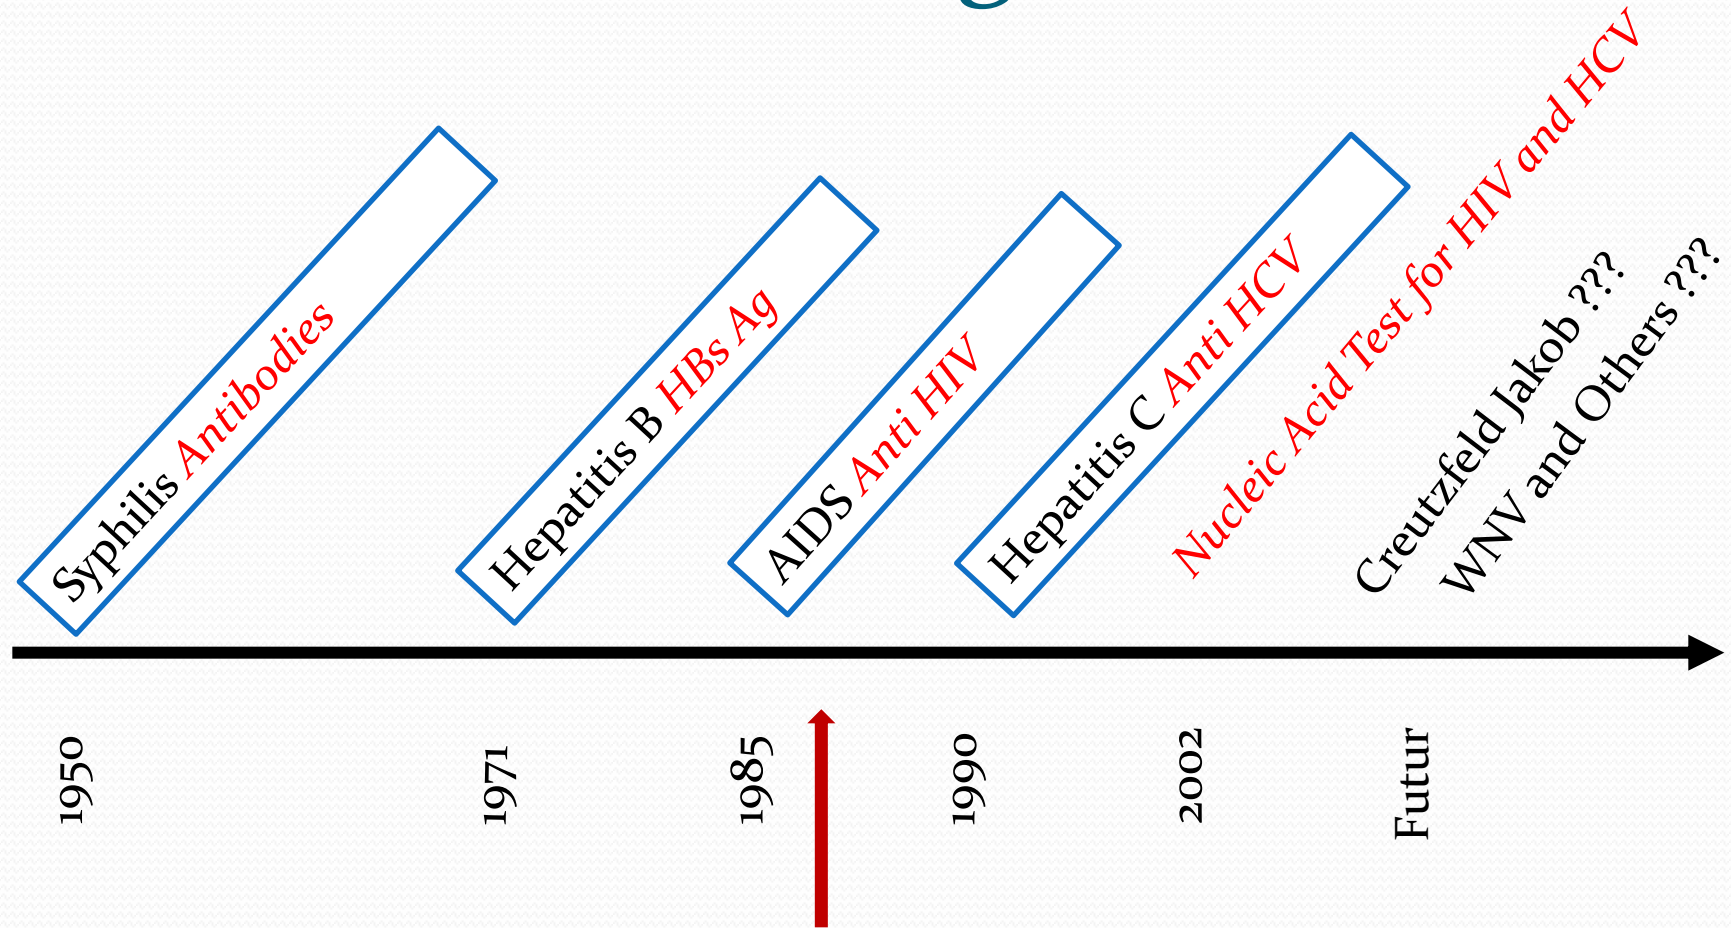 Syphilis Antibodies
Hepatitis B HBs Ag
AIDS Anti HIV
Hepatitis C Anti HCV
Nucleic Acid Test for HIV and HCV
Creutzfeld Jakob ???
WNV and Others ???
1950
1971
1985
1990
2002
Futur